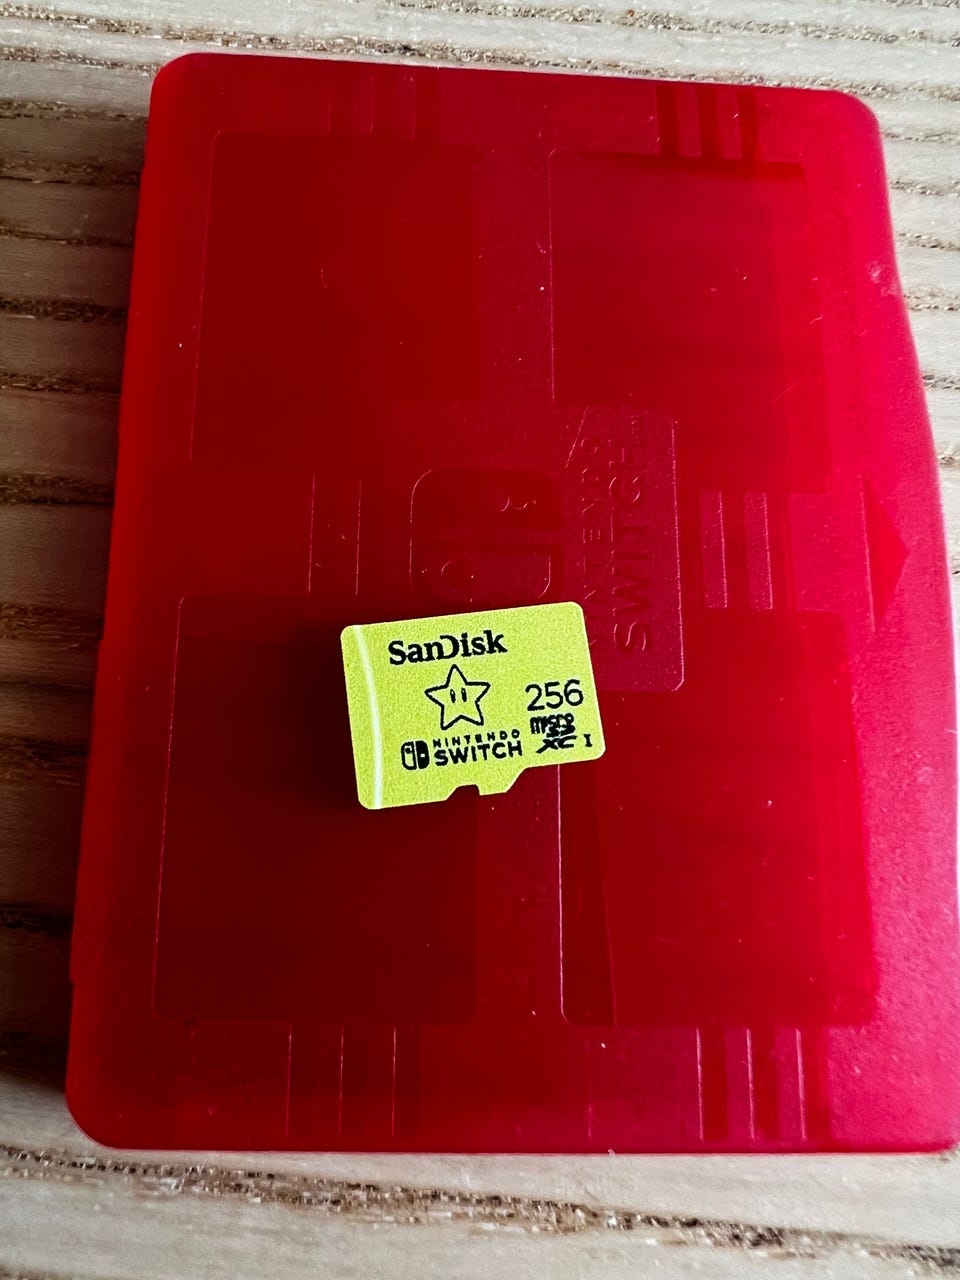 NINTENDO
SWITCH
SanDisk
256
micro
SD
XC I
NINTENDO
SWITCH